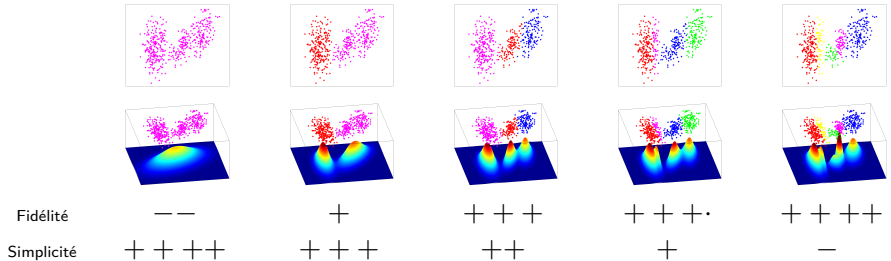 Fidélité −− + + + + + + +· + + ++
Simplicité + + ++ + + + ++ + −